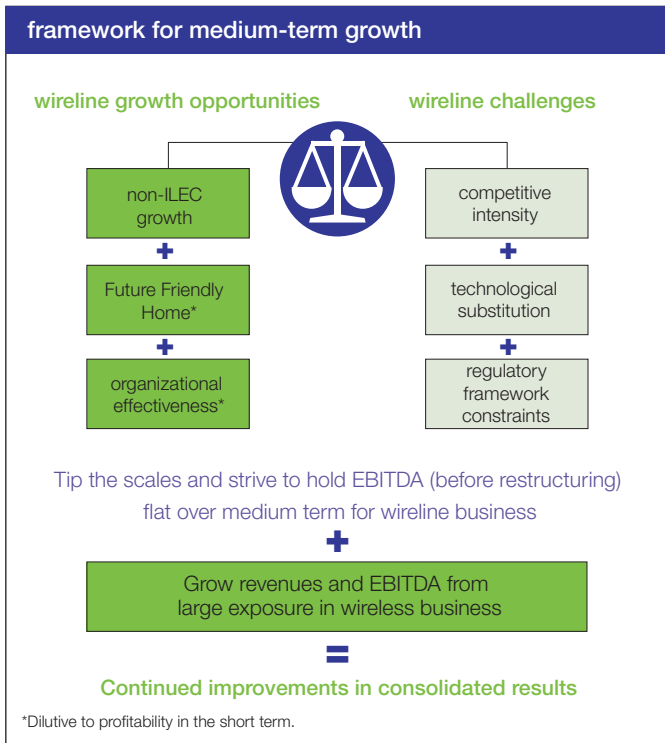 framework for medium-term growth
wireline growth opportunities
wireline challenges
non-ILEC
growth
+
Future Friendly
Home*
+
organizational
effectiveness*
competitive
intensity
+
technological
substitution
+
regulatory
framework
constraints
Tip the scales and strive to hold EBITDA (before restructuring)
flat over medium term for wireline business
+
Grow revenues and EBITDA from
large exposure in wireless business
=
Continued improvements in consolidated results
*Dilutive to profitability in the short term.